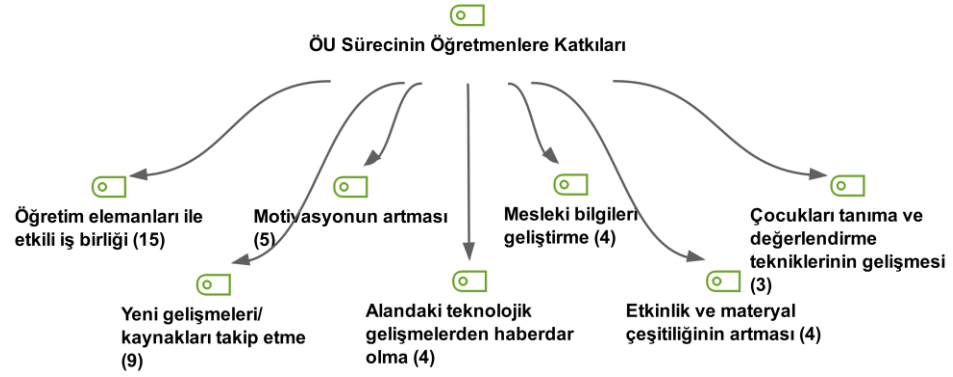 ÖU Sürecinin Öğretmenlere Katkıları
Öğretim elemanları ile
etkili iş birliği (15)
Motivasyonun artması
(5)
Mesleki bilgileri
geliştirme (4)
Çocukları tanıma ve
değerlendirme
tekniklerinin gelişmesi
(3)
Yeni gelişmeleri/
kaynakları takip etme
(9)
Alandaki teknolojik
gelişmelerden haberdar
olma (4)
Etkinlik ve materyal
çeşitiliğinin artması (4)